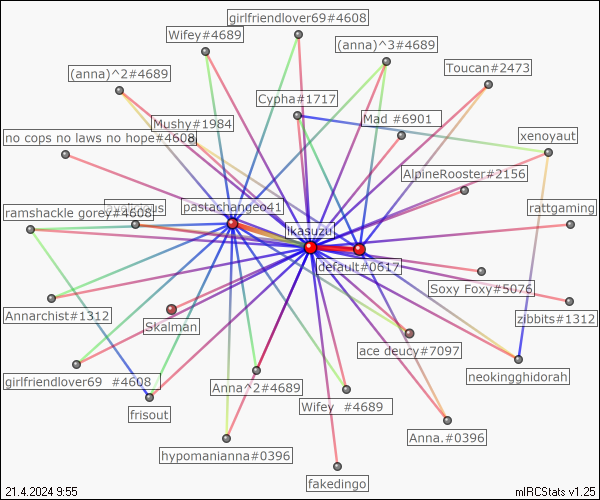 girlfriendlover69#4608
Wifey#4689
(anna)^3#4689
Toucan#2473
(anna)^2#4689
Cypha#1717
Mad #6901
Mushy#1984
no cops no laws no hope#4608
xenoyaut
AlpineRooster#2156
ramshackle gorey#4608
pastachangeo41
rattgaming
ikasuzu
default#0617
Soxy Foxy#5076
Annarchist#1312
Skalman
zibbits#1312
ace deucy#7097
girlfriendlover69 #4608
Anna^2#4689
neokingghidorah
frisout
Wifey #4689
Anna.#0396
hypomanianna#0396
fakedingo
21.4.2024 9:55
mIRCStats v1.25